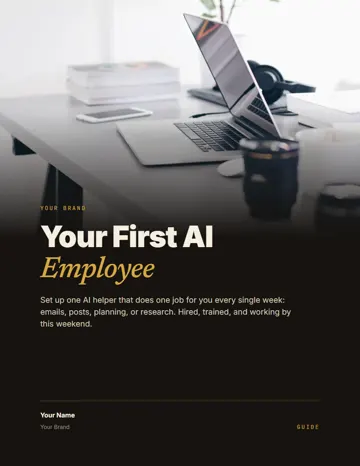 YOUR BRAND
Your First AI
Employee
Set up one AI helper that does one job for you every single week:
emails, posts, planning, or research. Hired, trained, and working by
this weekend.
Your Name
Your Brand
GUIDE